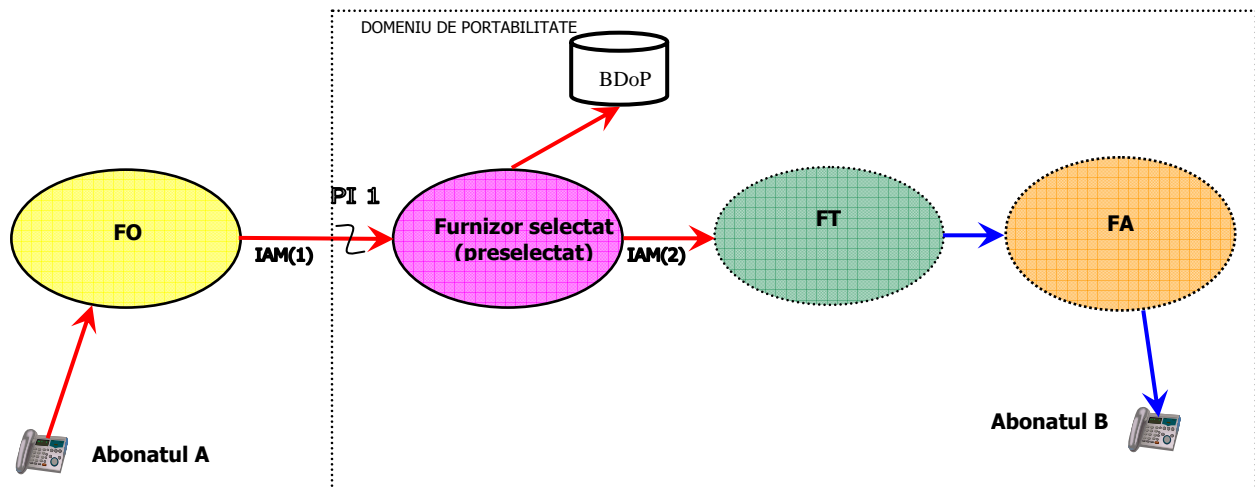 DOMENIU DE PORTABILITATE
BDoP
PI 1
FO
Furnizor selectat
(preselectat)
FT
FA
IAM(1)
IAM(2)
Abonatul A
Abonatul B